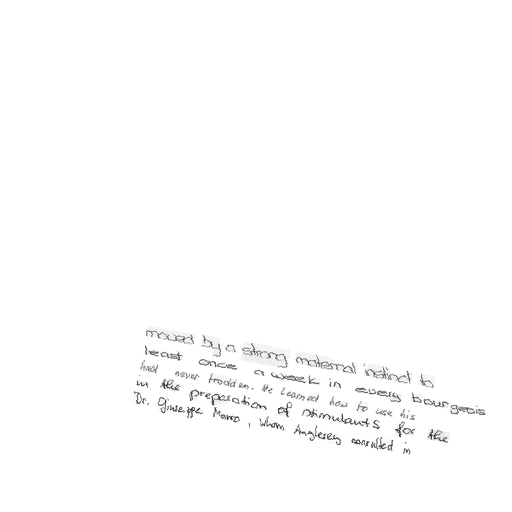 moved by a strong maternal instinct to
least once a week in every bourgeois
had never trodden. He learned how to use his
in the preparation of stimulants for the
Dr. Giuseppe Marro, whom Anglesey consulted in